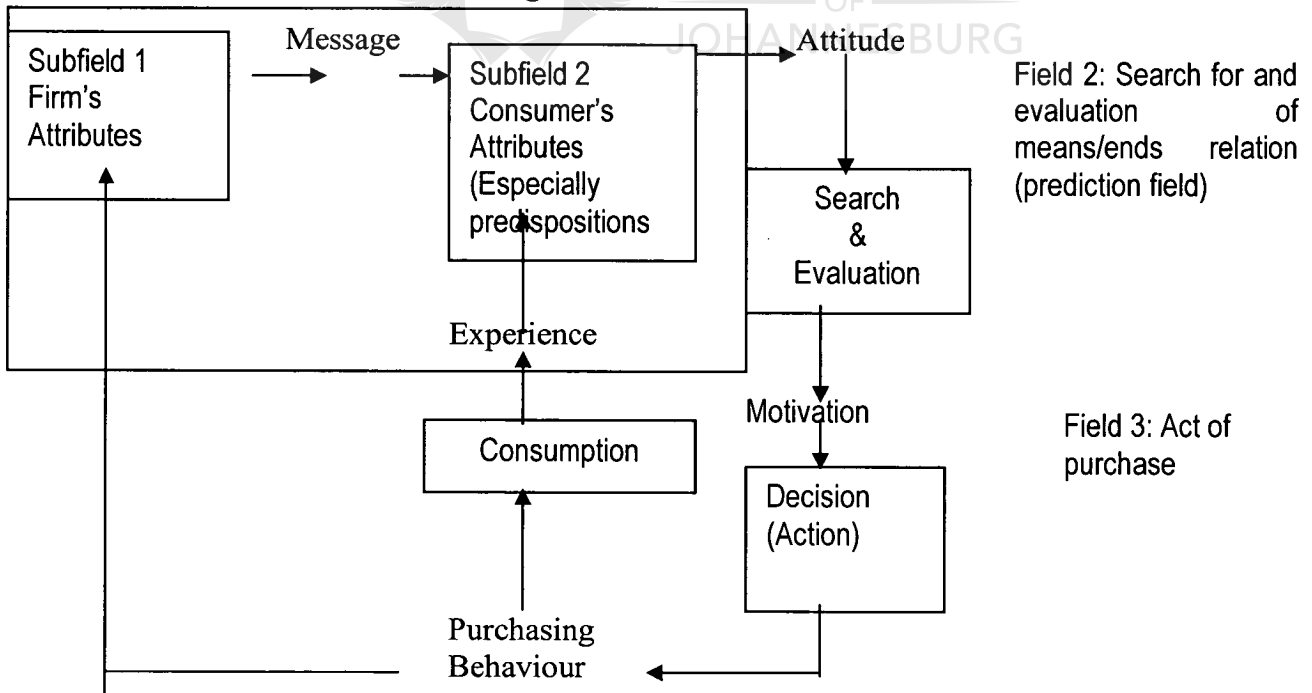 OF
JOHANNESBURG
Message
Attitude
Subfield 1
Firm's
Attributes
Subfield 2
Consumer's
Attributes
(Especially
predispositions
Field 2: Search for and
evaluation of
means/ends relation
(prediction field)
Search
&
Evaluation
Experience
Motivation
Consumption
Field 3: Act of
purchase
Decision
(Action)
Purchasing
Behaviour